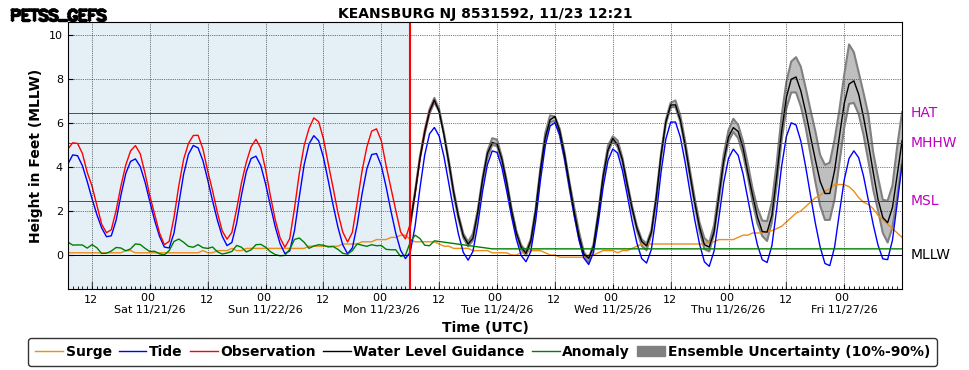 PETSS_GEFS
KEANSBURG NJ 8531592, 11/23 12:21
Height in Feet (MLLW)
10
8
6
4
2
0
HAT
MHHW
MSL
MLLW
12 00 12 00 12 00 12 00 12 00 12 00 12 00
Sat 11/21/26 Sun 11/22/26 Mon 11/23/26 Tue 11/24/26 Wed 11/25/26 Thu 11/26/26 Fri 11/27/26
Time (UTC)
Surge Tide Observation Water Level Guidance Anomaly Ensemble Uncertainty (10%-90%)